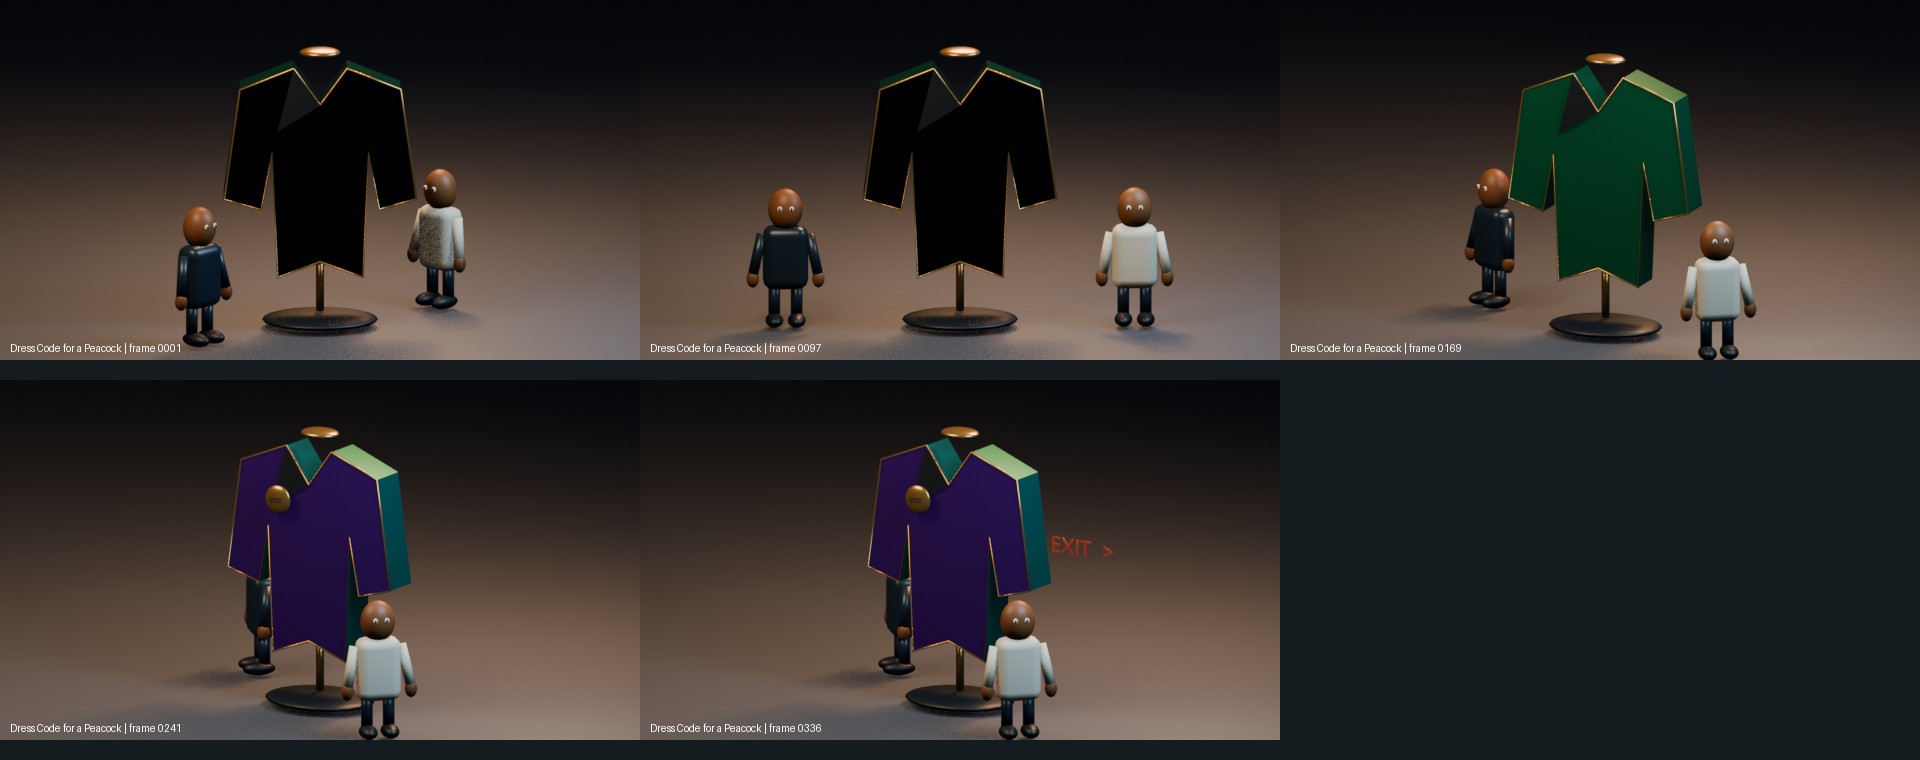 Dress Code for a Peacock | frame 0001
Dress Code for a Peacock | frame 0097
Dress Code for a Peacock | frame 0169
EXIT >
Dress Code for a Peacock | frame 0241
Dress Code for a Peacock | frame 0336